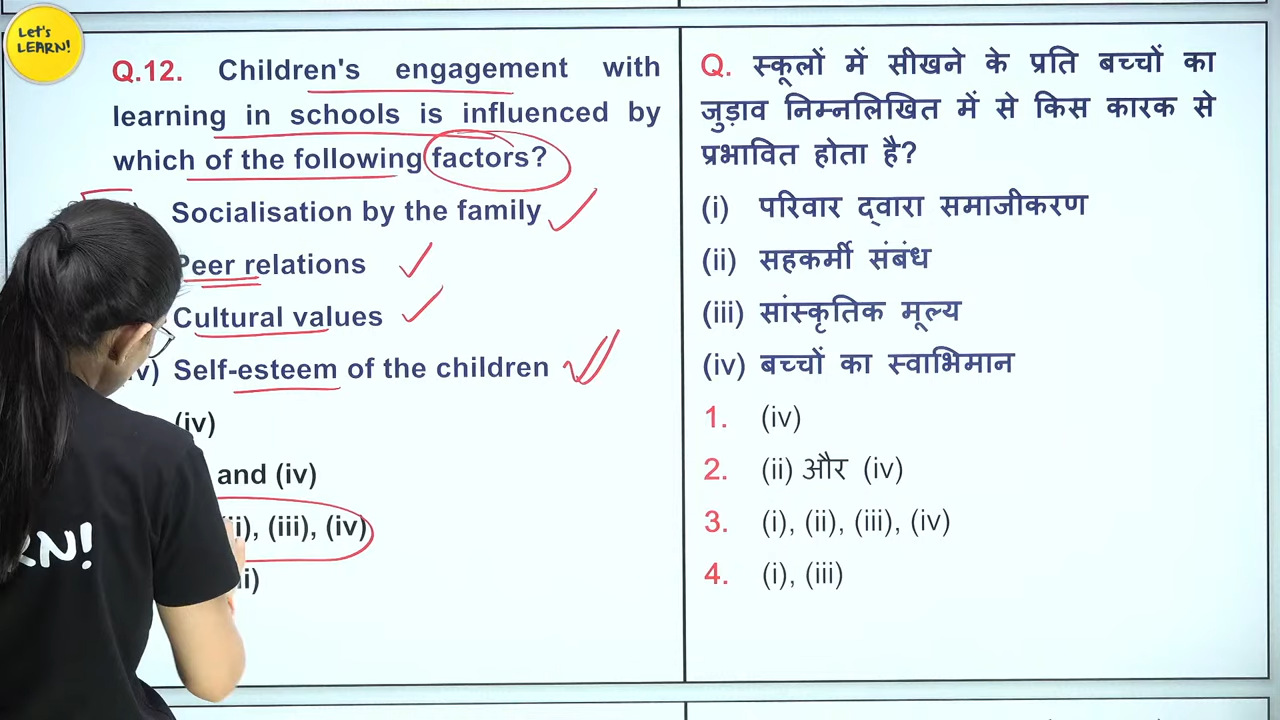 Let's
LEARN!
Q.12. Children's engagement with
learning in schools is influenced by
which of the following factors?
Socialisation by the family
Peer relations
Cultural values
iv) Self-esteem of the children
(iv)
and (iv)
(ii), (iii), (iv)
ii)
Q. स्कूलों में सीखने के प्रति बच्चों का
जुड़ाव निम्नलिखित में से किस कारक से
प्रभावित होता है?
(i) परिवार द्वारा समाजीकरण
(ii) सहकर्मी संबंध
(iii) सांस्कृतिक मूल्य
(iv) बच्चों का स्वाभिमान
1. (iv)
2. (ii) और (iv)
3. (i), (ii), (iii), (iv)
4. (i), (iii)
RN!